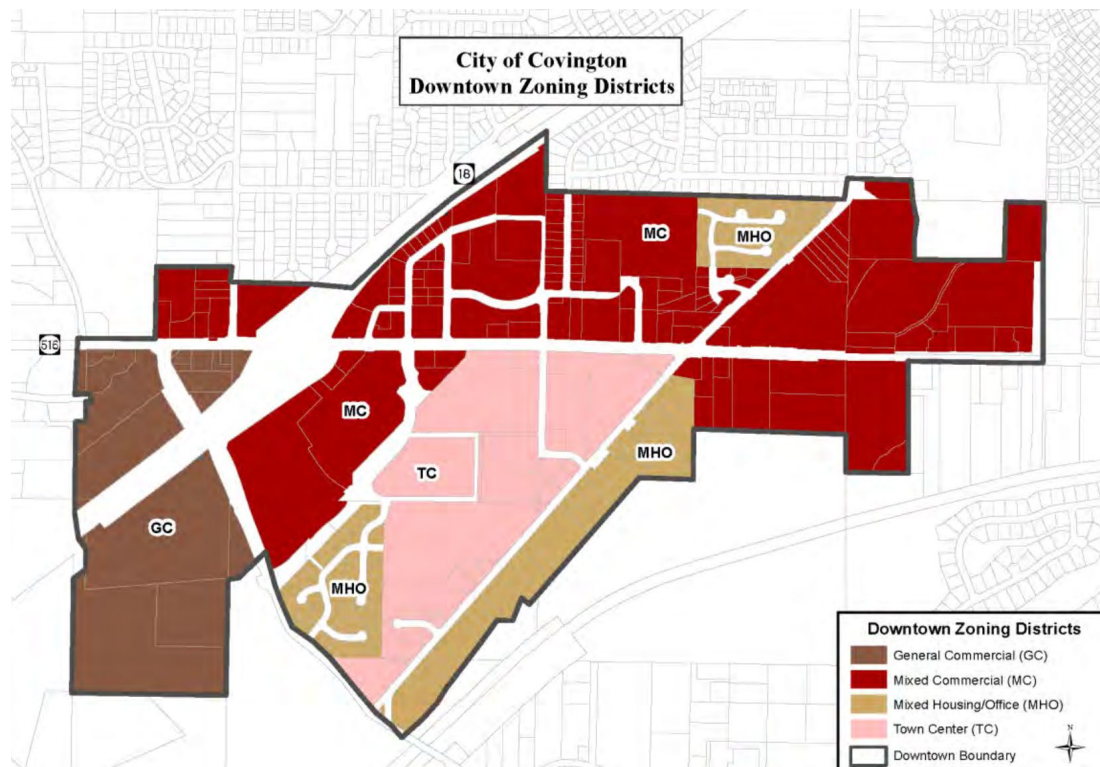 City of Covington
Downtown Zoning Districts
18
MC
MHO
516
MC
MHO
TC
GC
MHO
Downtown Zoning Districts
General Commercial (GC)
Mixed Commercial (MC)
Mixed Housing/Office (MHO)
Town Center (TC)
Downtown Boundary
N